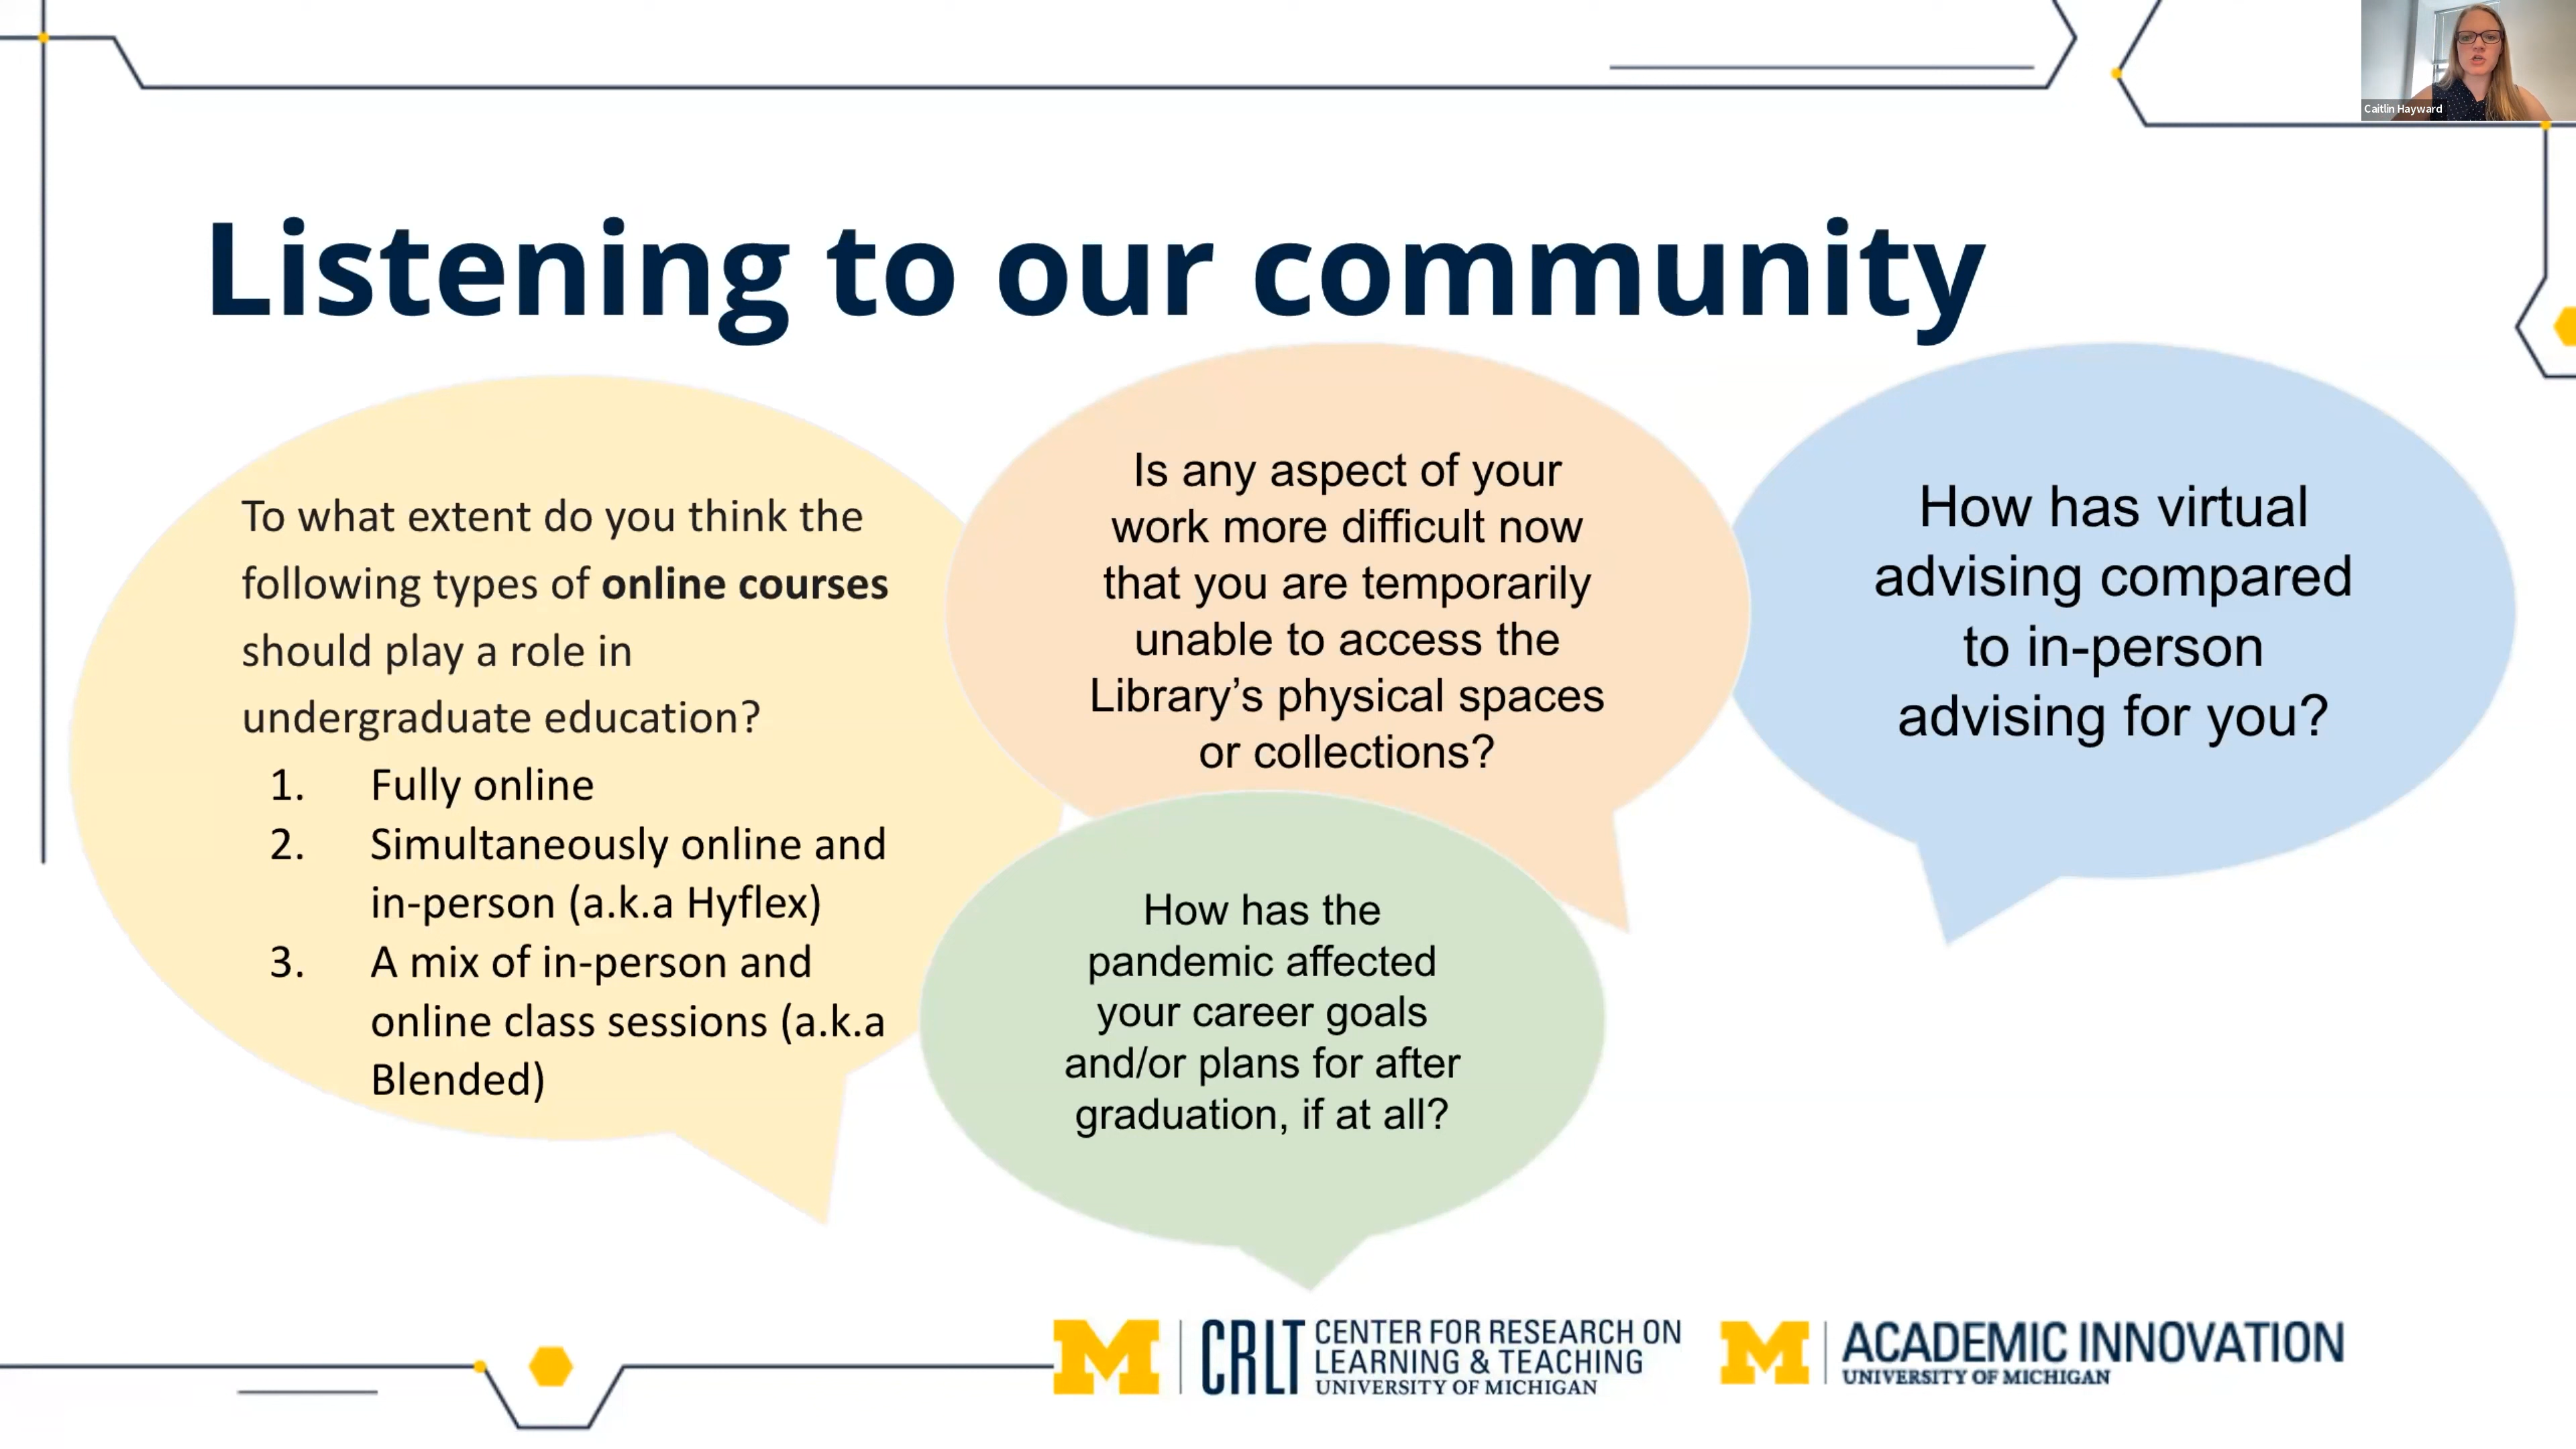 Caitlin Hayward
Listening to our community
To what extent do you think the
following types of online courses
should play a role in
undergraduate education?
1. Fully online
2. Simultaneously online and
in-person (a.k.a Hyflex)
3. A mix of in-person and
online class sessions (a.k.a
Blended)
Is any aspect of your
work more difficult now
that you are temporarily
unable to access the
Library’s physical spaces
or collections?
How has the
pandemic affected
your career goals
and/or plans for after
graduation, if at all?
How has virtual
advising compared
to in-person
advising for you?
M CRLT CENTER FOR RESEARCH ON
LEARNING & TEACHING
UNIVERSITY OF MICHIGAN
M ACADEMIC INNOVATION
UNIVERSITY OF MICHIGAN